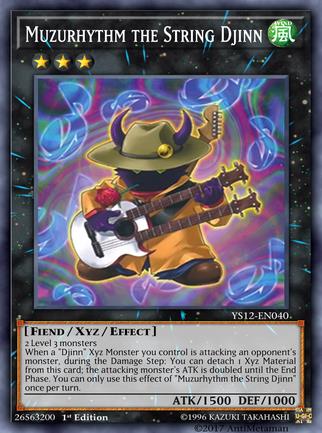 Muzurhythm the String Djinn
WIND
風
YS12-EN040
[Fiend / Xyz / Effect]
2 Level 3 monsters
When a "Djinn" Xyz Monster you control is attacking an opponent's
monster, during the Damage Step: You can detach 1 Xyz Material
from this card; the attacking monster's ATK is doubled until the End
Phase. You can only use this effect of "Muzurhythm the String Djinn"
once per turn.
ATK/1500 DEF/1000
26563200 1st Edition ©1996 KAZUKI TAKAHASHI
©2017 AntiMetaman